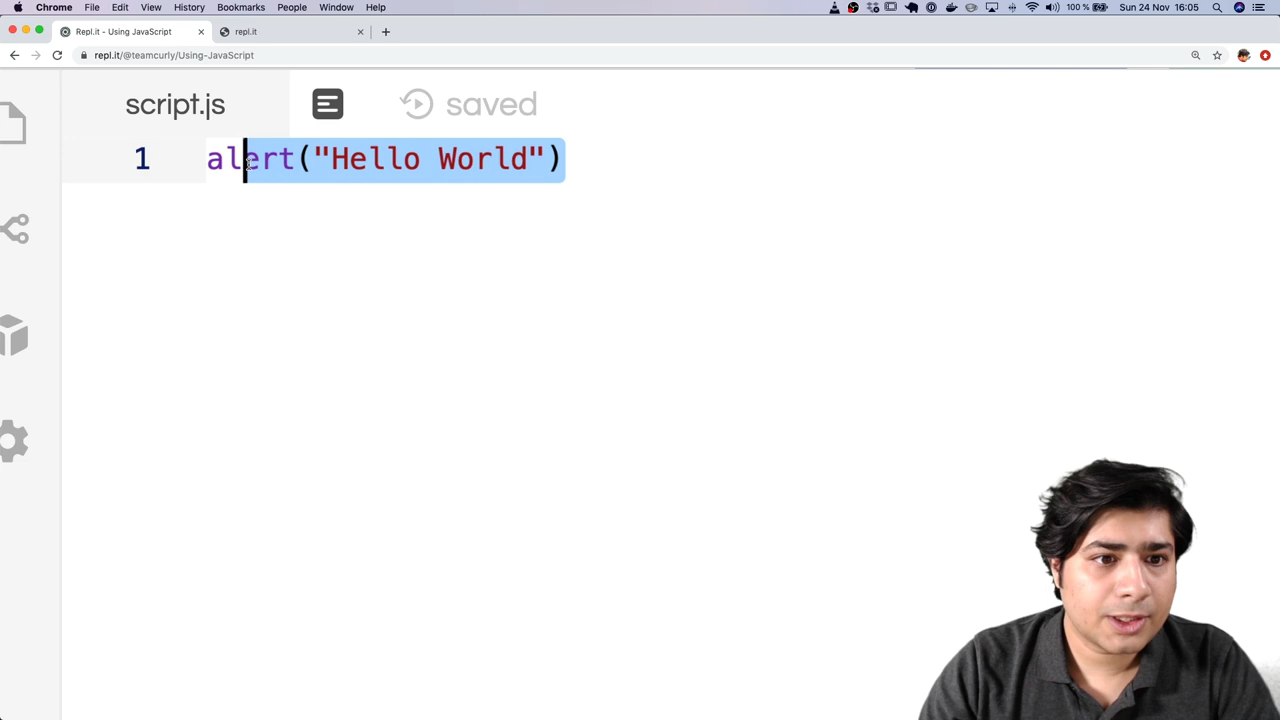 Chrome File Edit View History Bookmarks People Window Help 100 % Sun 24 Nov 16:05
Repl.it - Using JavaScript repl.it
repl.it/@teamcurly/Using-JavaScript
script.js saved
1 alert("Hello World")